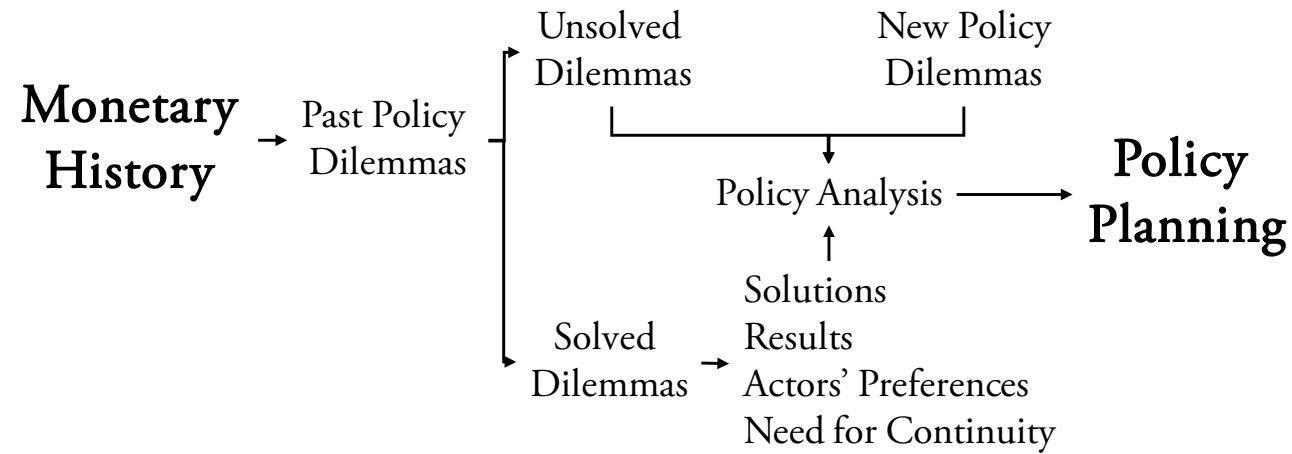 Monetary
History
Past Policy
Dilemmas
Unsolved
Dilemmas
New Policy
Dilemmas
Policy Analysis
Policy
Planning
Solved
Dilemmas
Solutions
Results
Actors’ Preferences
Need for Continuity